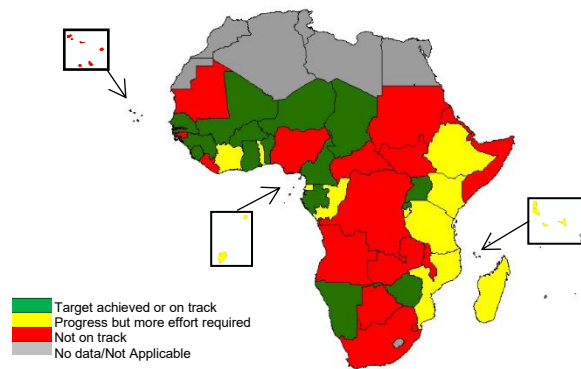 Target achieved or on track
Progress but more effort required
Not on track
No data/Not Applicable